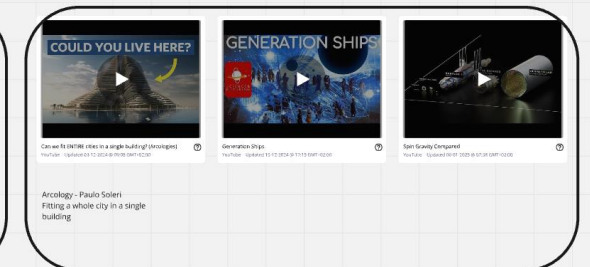 COULD YOU LIVE HERE?
GENERATION SHIPS
Can we fit ENTIRE cities in a single building? (Arcologies)
Generation Ships
Spin Gravity Compared
Arcology - Paulo Soleri
Fitting a whole city in a single
building